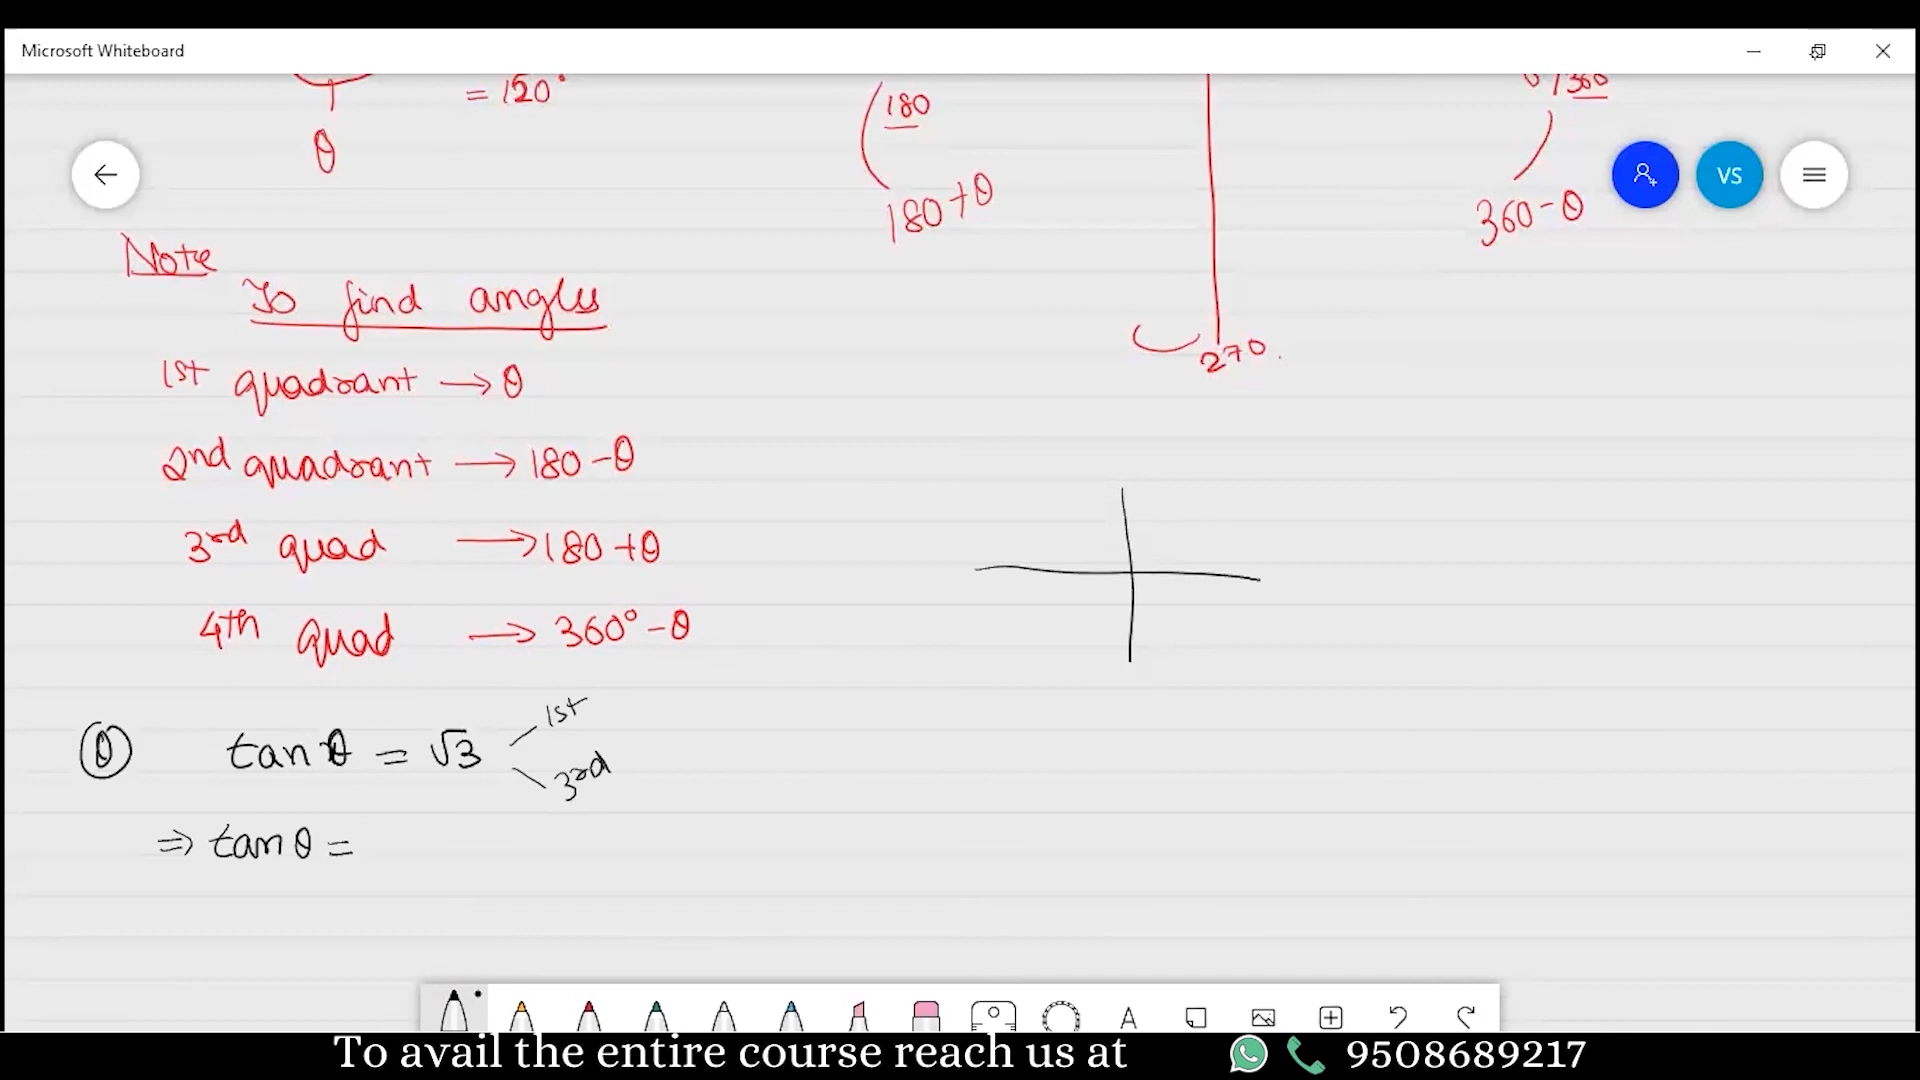 Microsoft Whiteboard
= 120°
θ
180
180+θ
360
360-θ
270.
VS
Note
To find angles
1st quadrant → θ
2nd quadrant → 180-θ
3rd quad → 180+θ
4th quad → 360°-θ
tan θ = √3
1st
3rd
⇒ tan θ =
A
To avail the entire course reach us at 9508689217